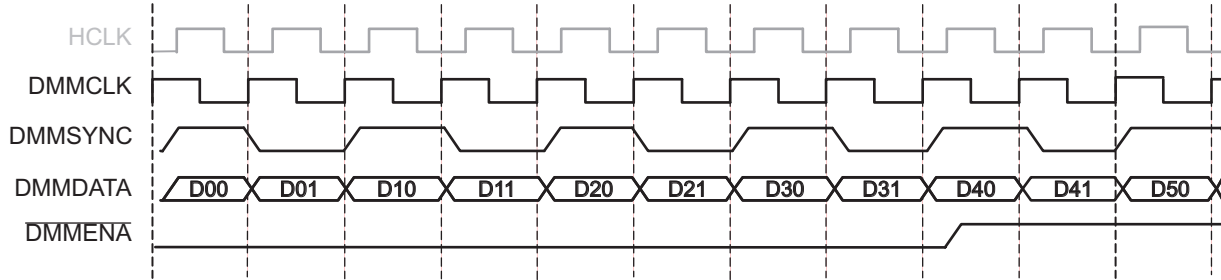 HCLK
DMMCLK
DMMSYNC
DMMDATA D00 D01 D10 D11 D20 D21 D30 D31 D40 D41 D50
DMMENA